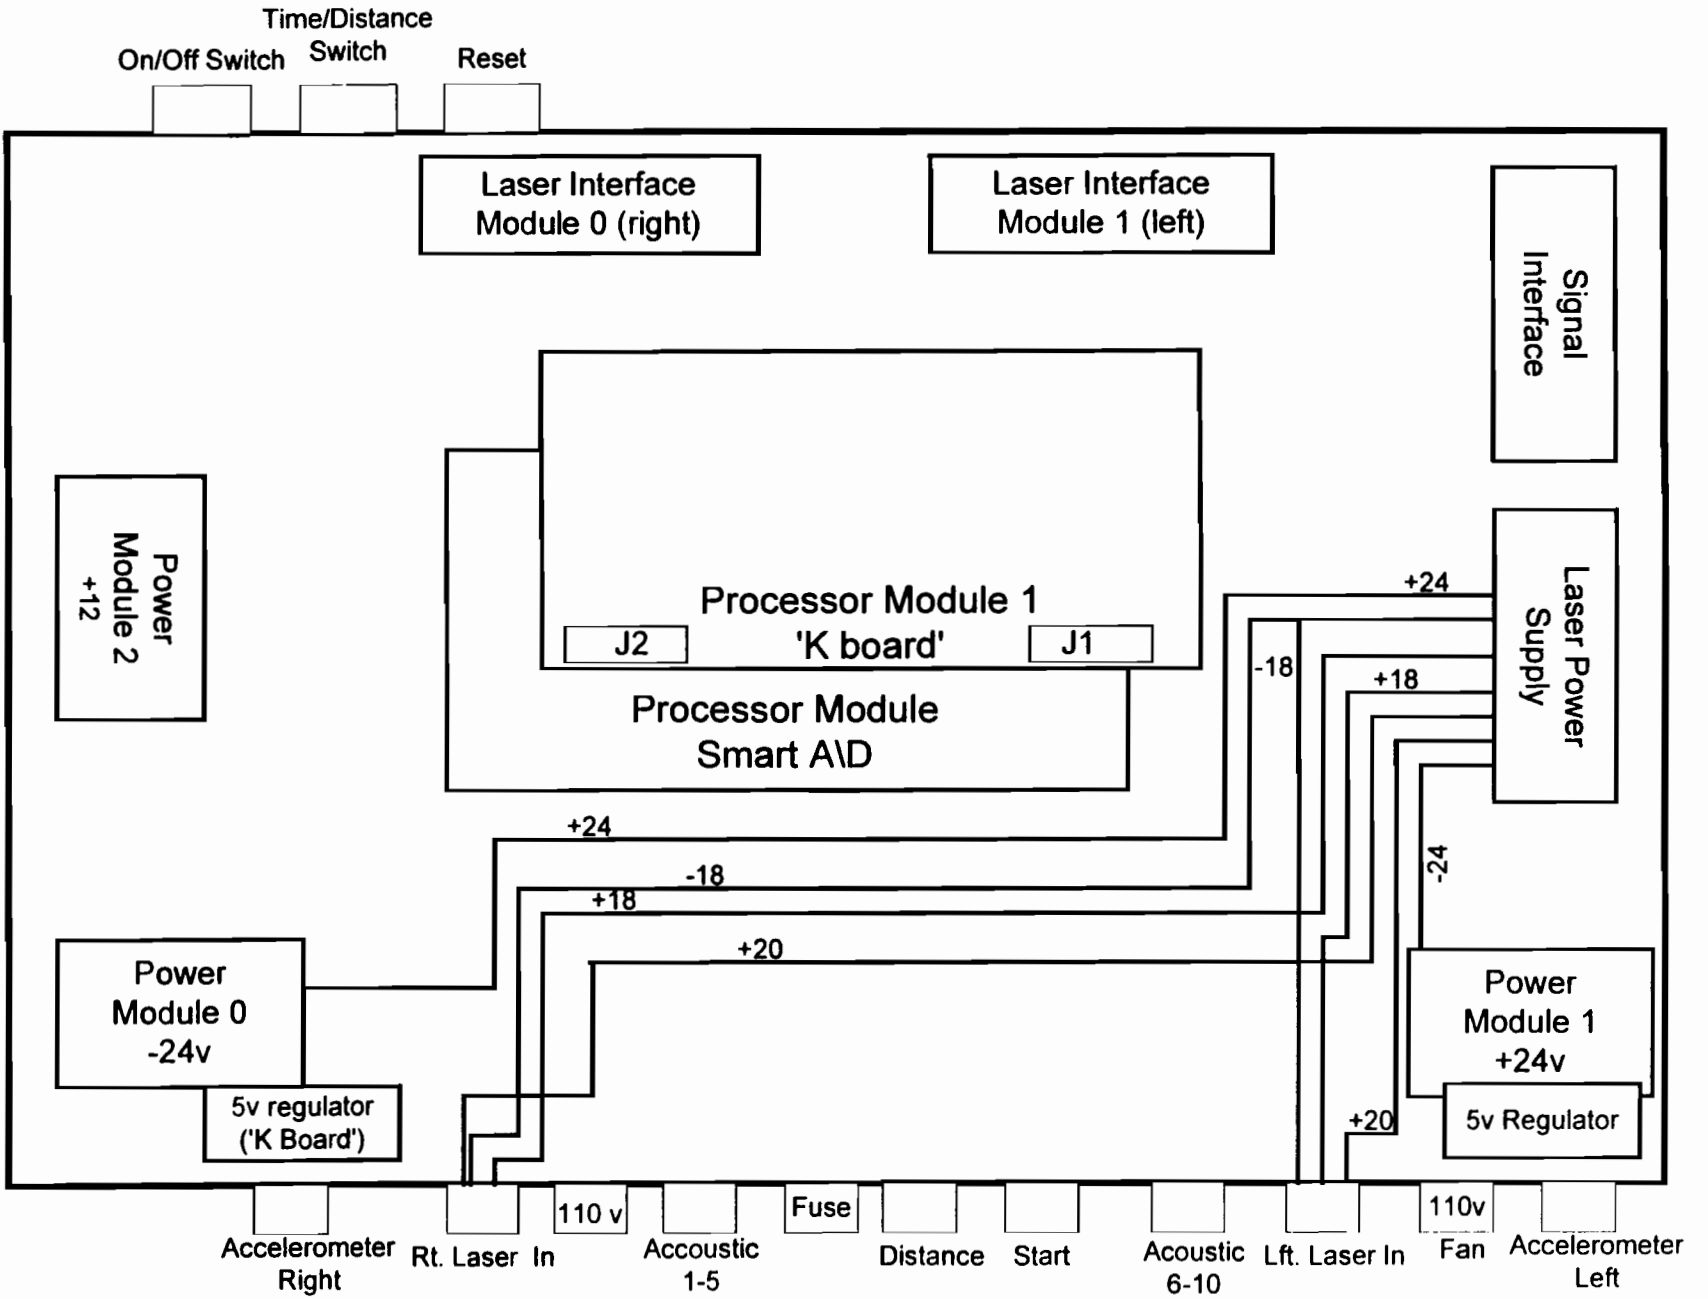 Time/Distance
Switch
On/Off Switch
Reset
Laser Interface
Module 0 (right)
Laser Interface
Module 1 (left)
Signal
Interface
Power
Module 2
+12
Processor Module 1
'K board'
J2
J1
Processor Module
Smart A\D
Laser Power
Supply
+24
-18
+18
-24
+24
-18
+18
+20
Power
Module 0
-24v
5v regulator
('K Board')
Power
Module 1
+24v
5v Regulator
+20
110 v
Fuse
110v
Accelerometer
Right
Rt. Laser In
Accoustic
1-5
Distance
Start
Acoustic
6-10
Lft. Laser In
Fan
Accelerometer
Left